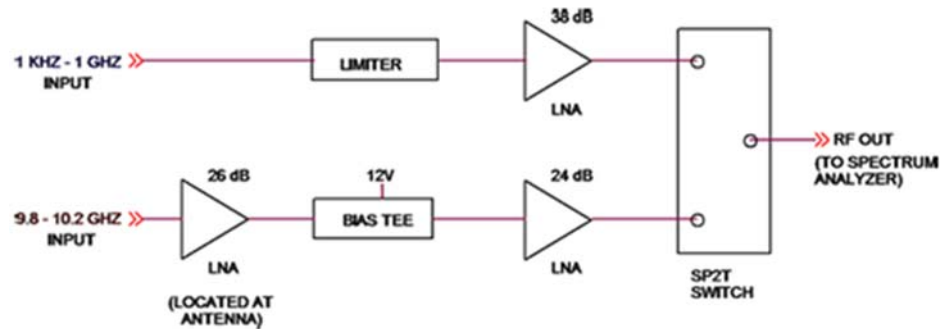 38 dB
1 KHZ - 1 GHZ
INPUT
LIMITER
LNA
RF OUT
(TO SPECTRUM
ANALYZER)
26 dB
12V
24 dB
9.8 - 10.2 GHZ
INPUT
BIAS TEE
LNA
LNA
(LOCATED AT
ANTENNA)
SP2T
SWITCH